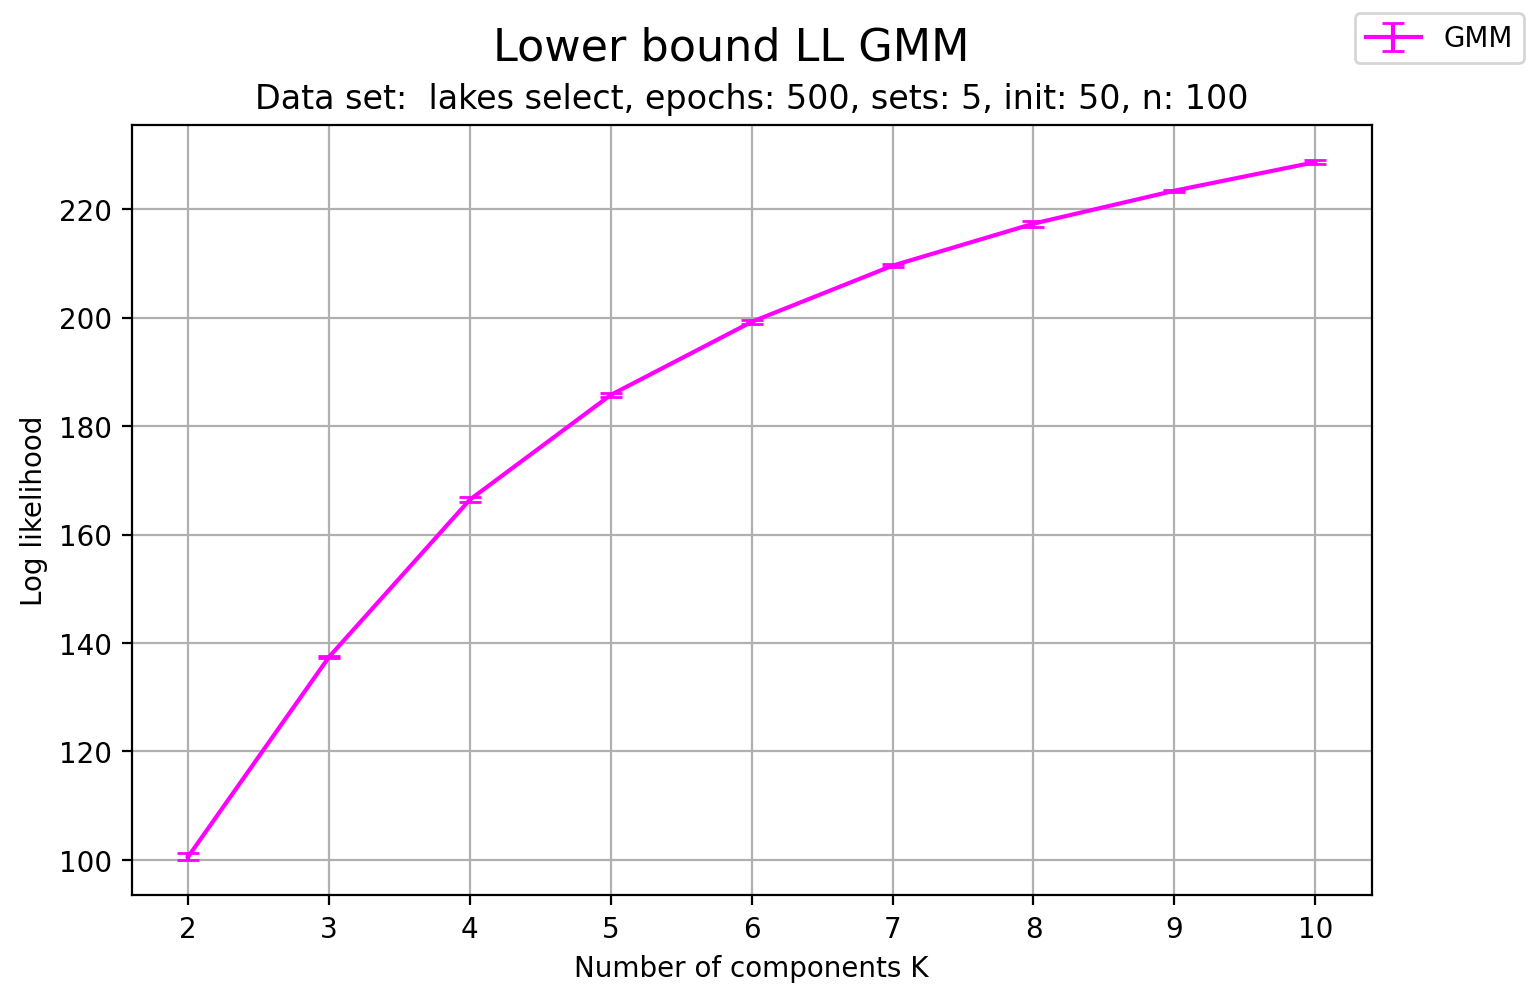 Lower bound LL GMM
GMM
Data set:  lakes select, epochs: 500, sets: 5, init: 50, n: 100
220
200
180
160
140
120
100
Log likelihood
2 3 4 5 6 7 8 9 10
Number of components K